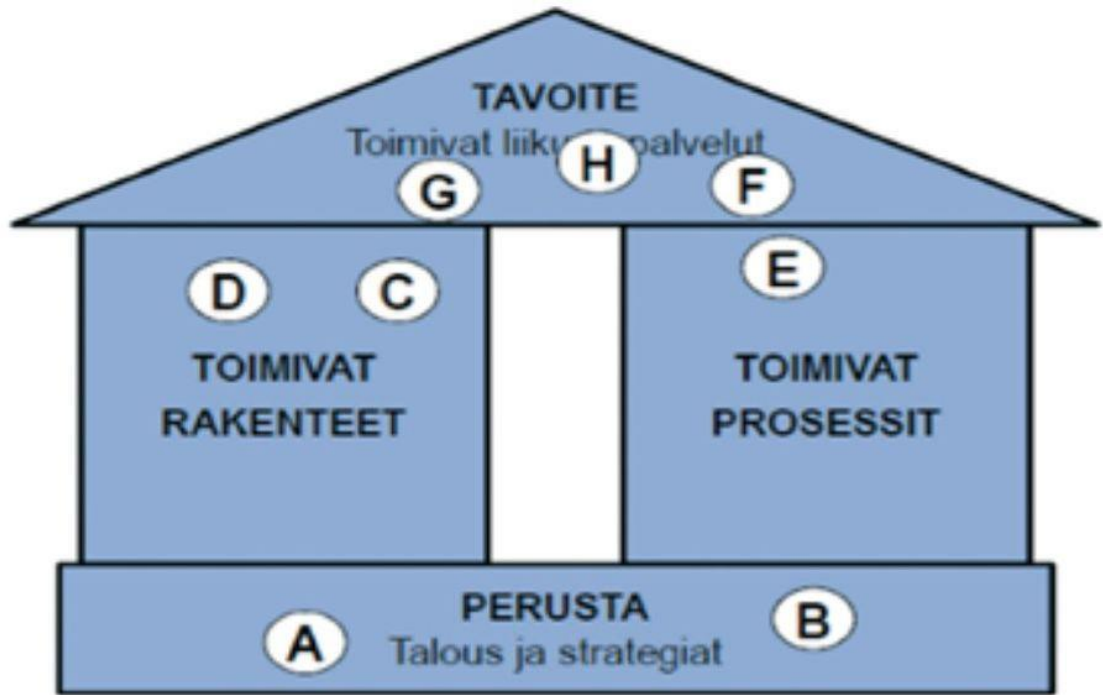 TAVOITE
Toimivat palvelut
H
G
F
D
C
E
TOIMIVAT
RAKENTEET
TOIMIVAT
PROSESSIT
PERUSTA
Talous ja strategiat
A
B